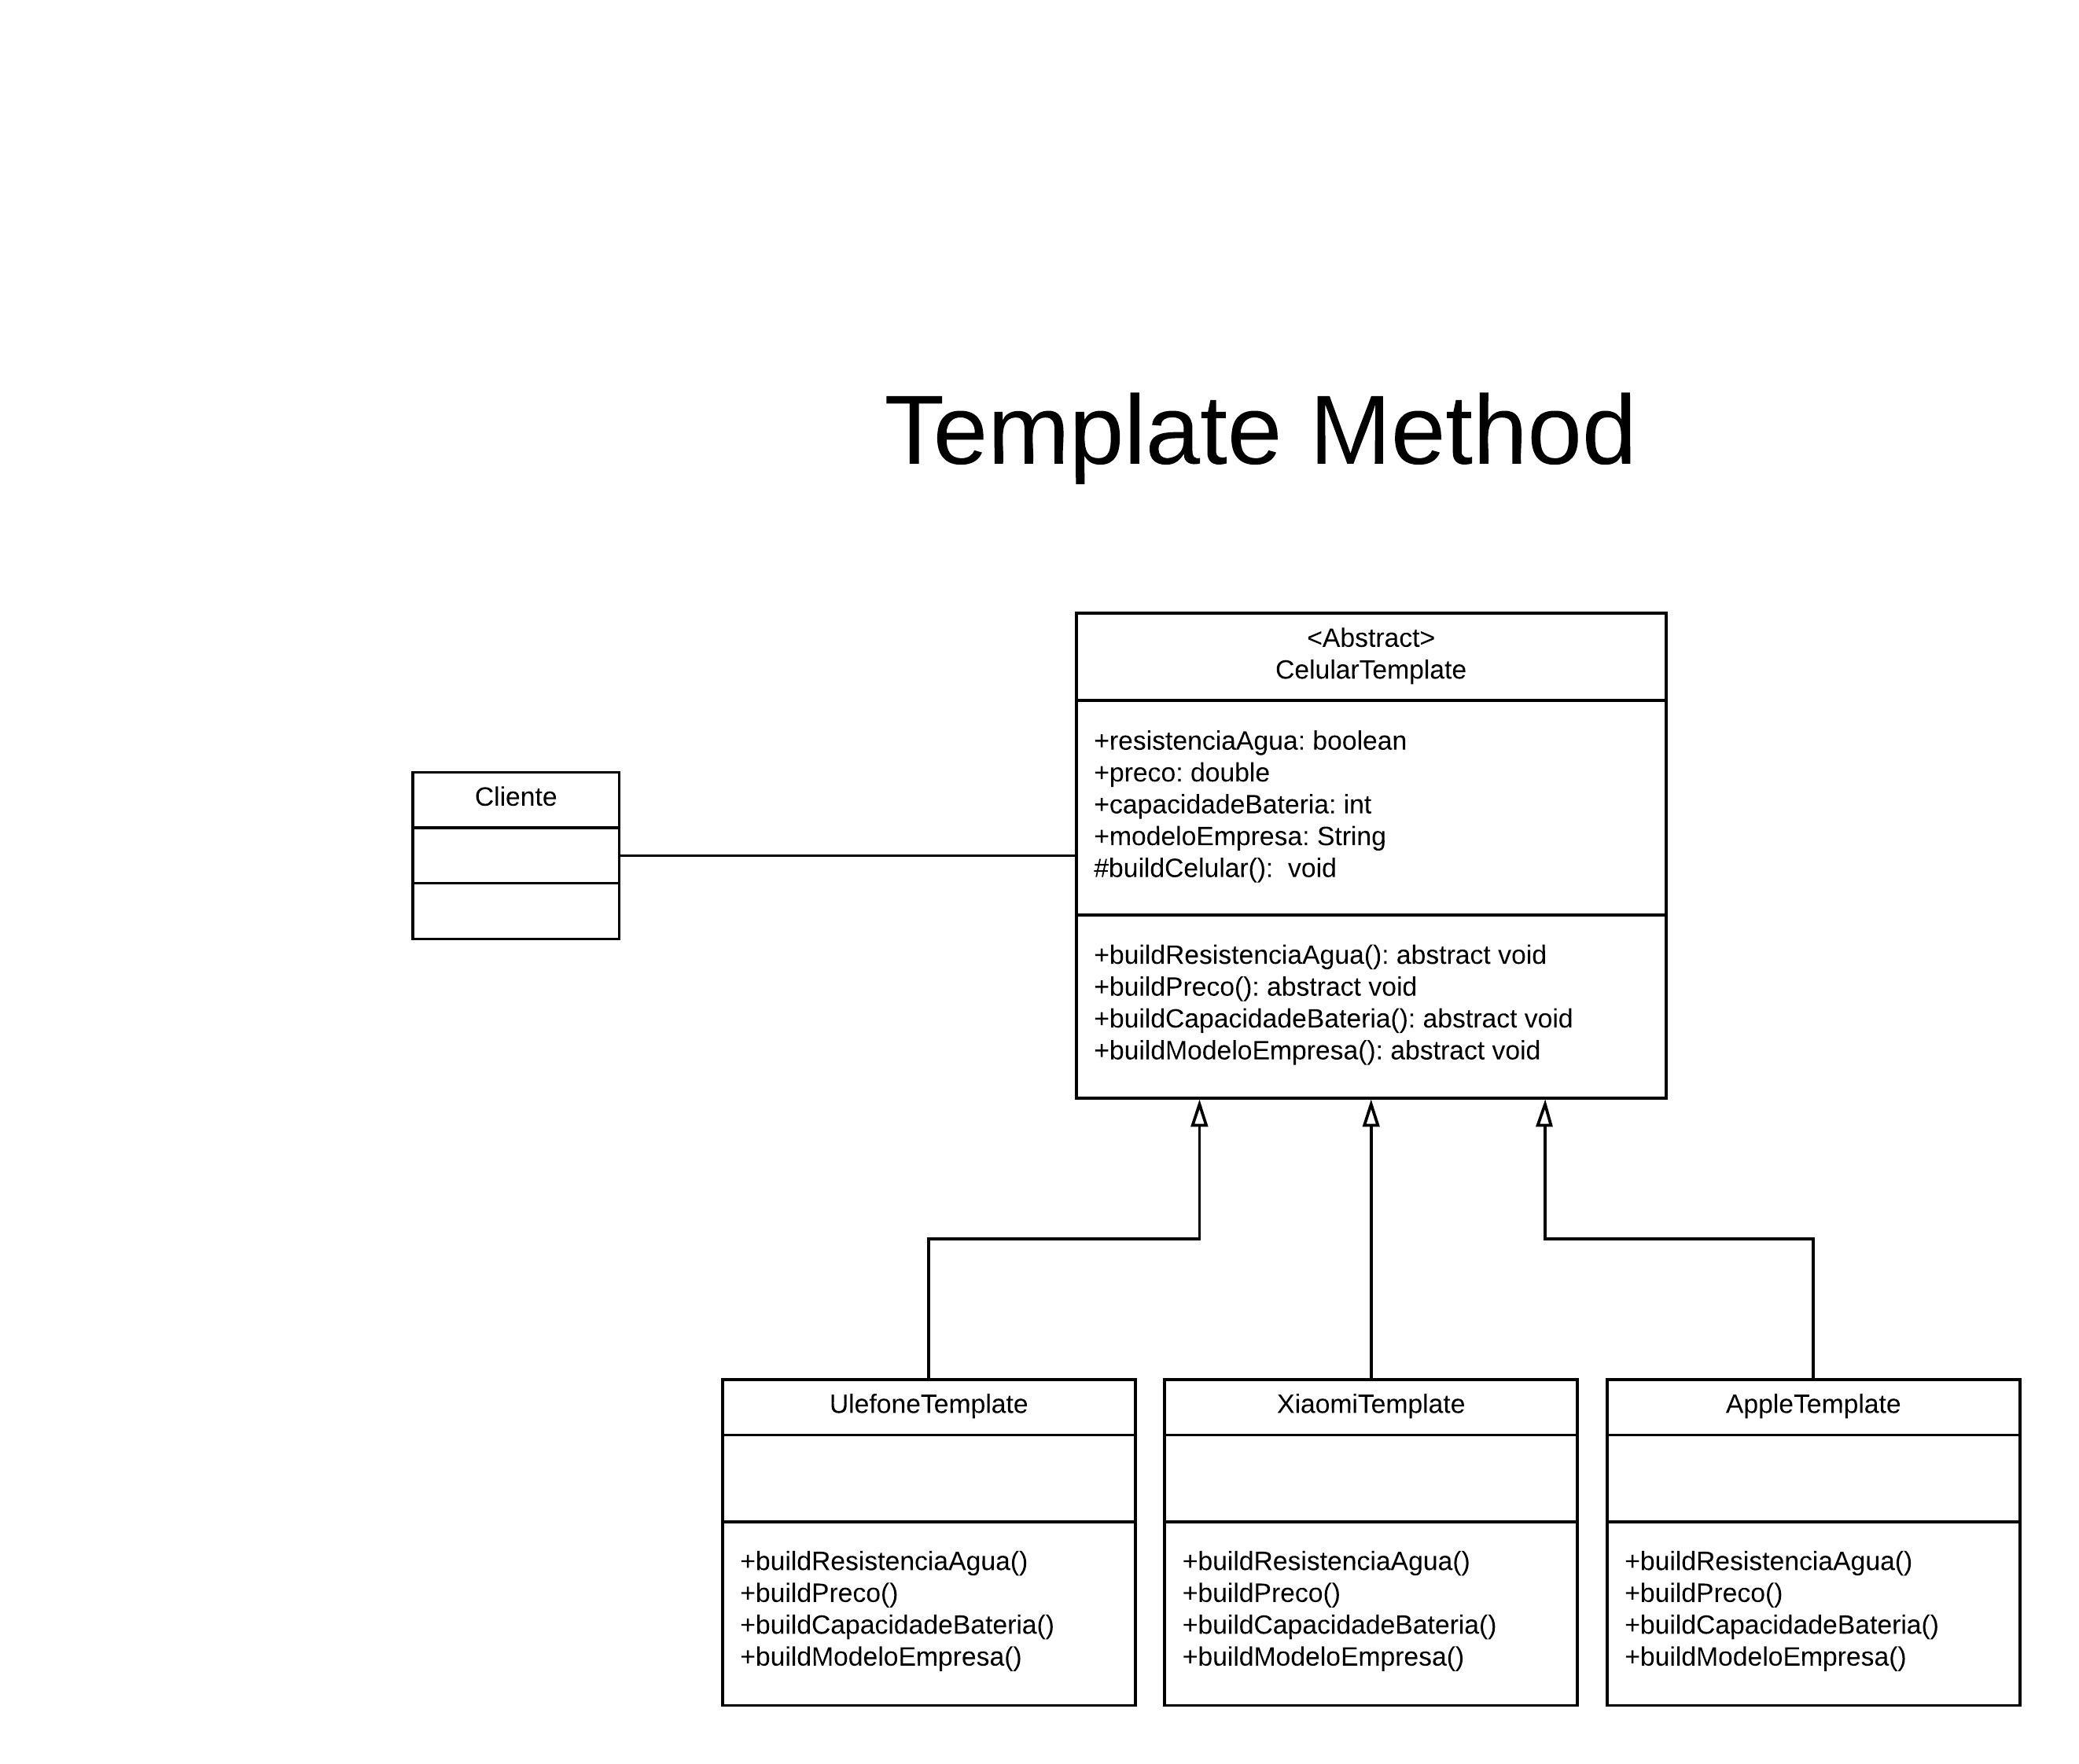 Template Method
<Abstract>
CelularTemplate
+resistenciaAgua: boolean
+preco: double
+capacidadeBateria: int
+modeloEmpresa: String
#buildCelular():  void
+buildResistenciaAgua(): abstract void
+buildPreco(): abstract void
+buildCapacidadeBateria(): abstract void
+buildModeloEmpresa(): abstract void
Cliente
UlefoneTemplate
+buildResistenciaAgua()
+buildPreco()
+buildCapacidadeBateria()
+buildModeloEmpresa()
XiaomiTemplate
+buildResistenciaAgua()
+buildPreco()
+buildCapacidadeBateria()
+buildModeloEmpresa()
AppleTemplate
+buildResistenciaAgua()
+buildPreco()
+buildCapacidadeBateria()
+buildModeloEmpresa()